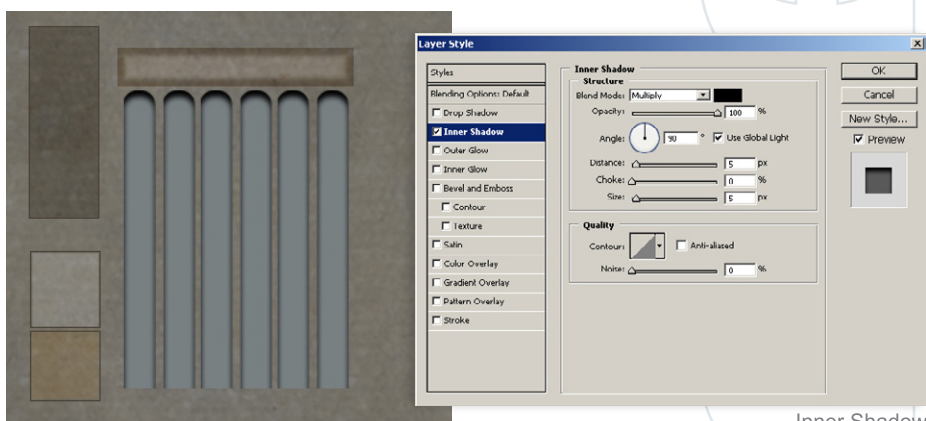 Layer Style
Styles
Blending Options: Default
Drop Shadow
Inner Shadow
Outer Glow
Inner Glow
Bevel and Emboss
Contour
Texture
Satin
Color Overlay
Gradient Overlay
Pattern Overlay
Stroke
Inner Shadow
Structure
Blend Mode: Multiply
Opacity: 100 %
Angle: 90 ° Use Global Light
Distance: 5 px
Choke: 0 %
Size: 5 px
Quality
Contour: Anti-aliased
Noise: 0 %
OK
Cancel
New Style...
Preview
Inner Shadow